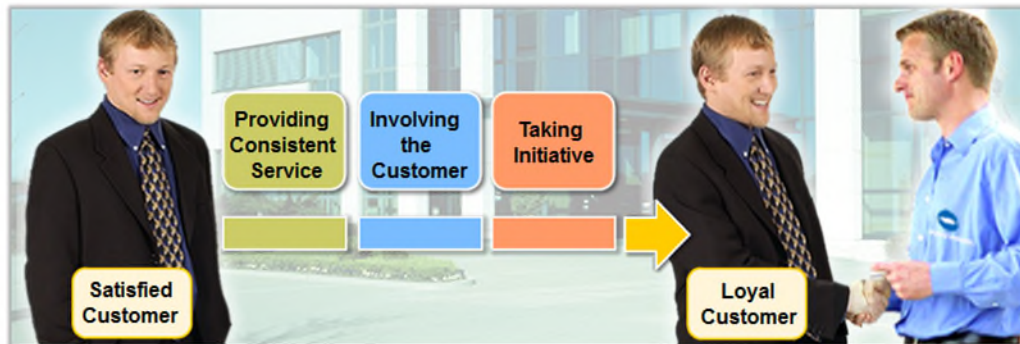 Providing
Consistent
Service
Involving
the
Customer
Taking
Initiative
Satisfied
Customer
Loyal
Customer